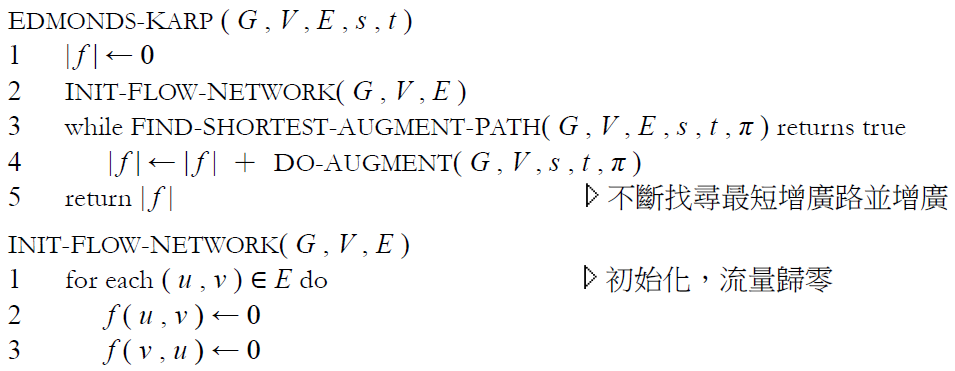 EDMONDS-KARP ( G , V , E , s , t )
1 |f| ← 0
2 INIT-FLOW-NETWORK( G , V , E )
3 while FIND-SHORTEST-AUGMENT-PATH( G , V , E , s , t , π ) returns true
4 |f| ← |f| + DO-AUGMENT( G , V , s , t , π )
5 return |f| ▷ 不斷找尋最短增廣路並增廣
INIT-FLOW-NETWORK( G , V , E )
1 for each ( u , v ) ∈ E do ▷ 初始化，流量歸零
2 f ( u , v ) ← 0
3 f ( v , u ) ← 0